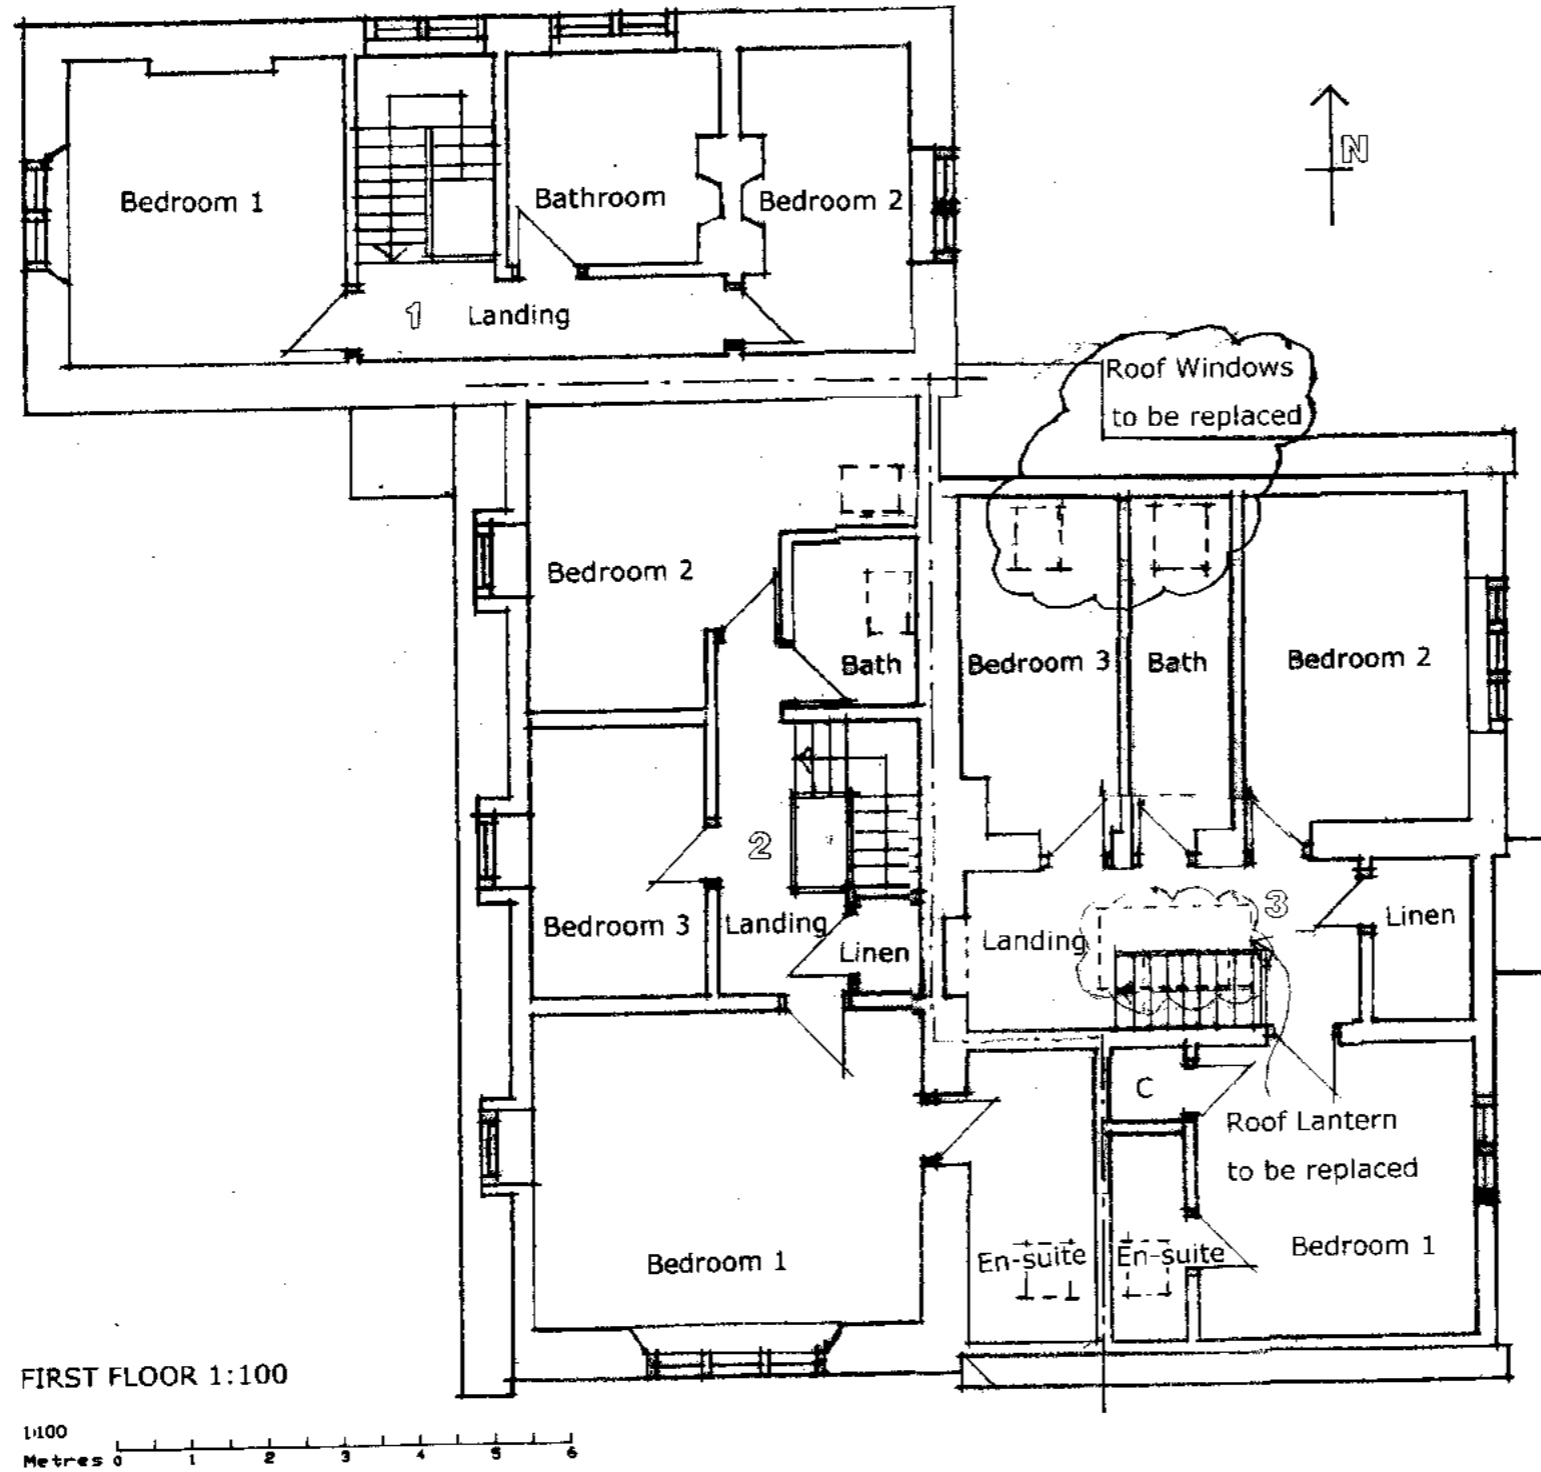 N
Bedroom 1
Bathroom
Bedroom 2
1 Landing
Roof Windows
to be replaced
Bedroom 2
Bath
Bedroom 3
Bath
Bedroom 2
2
Bedroom 3
Landing
Linen
Landing
3
Linen
C
Roof Lantern
to be replaced
Bedroom 1
En-suite
En-suite
Bedroom 1
FIRST FLOOR 1:100
1:100
Metres 0 1 2 3 4 5 6